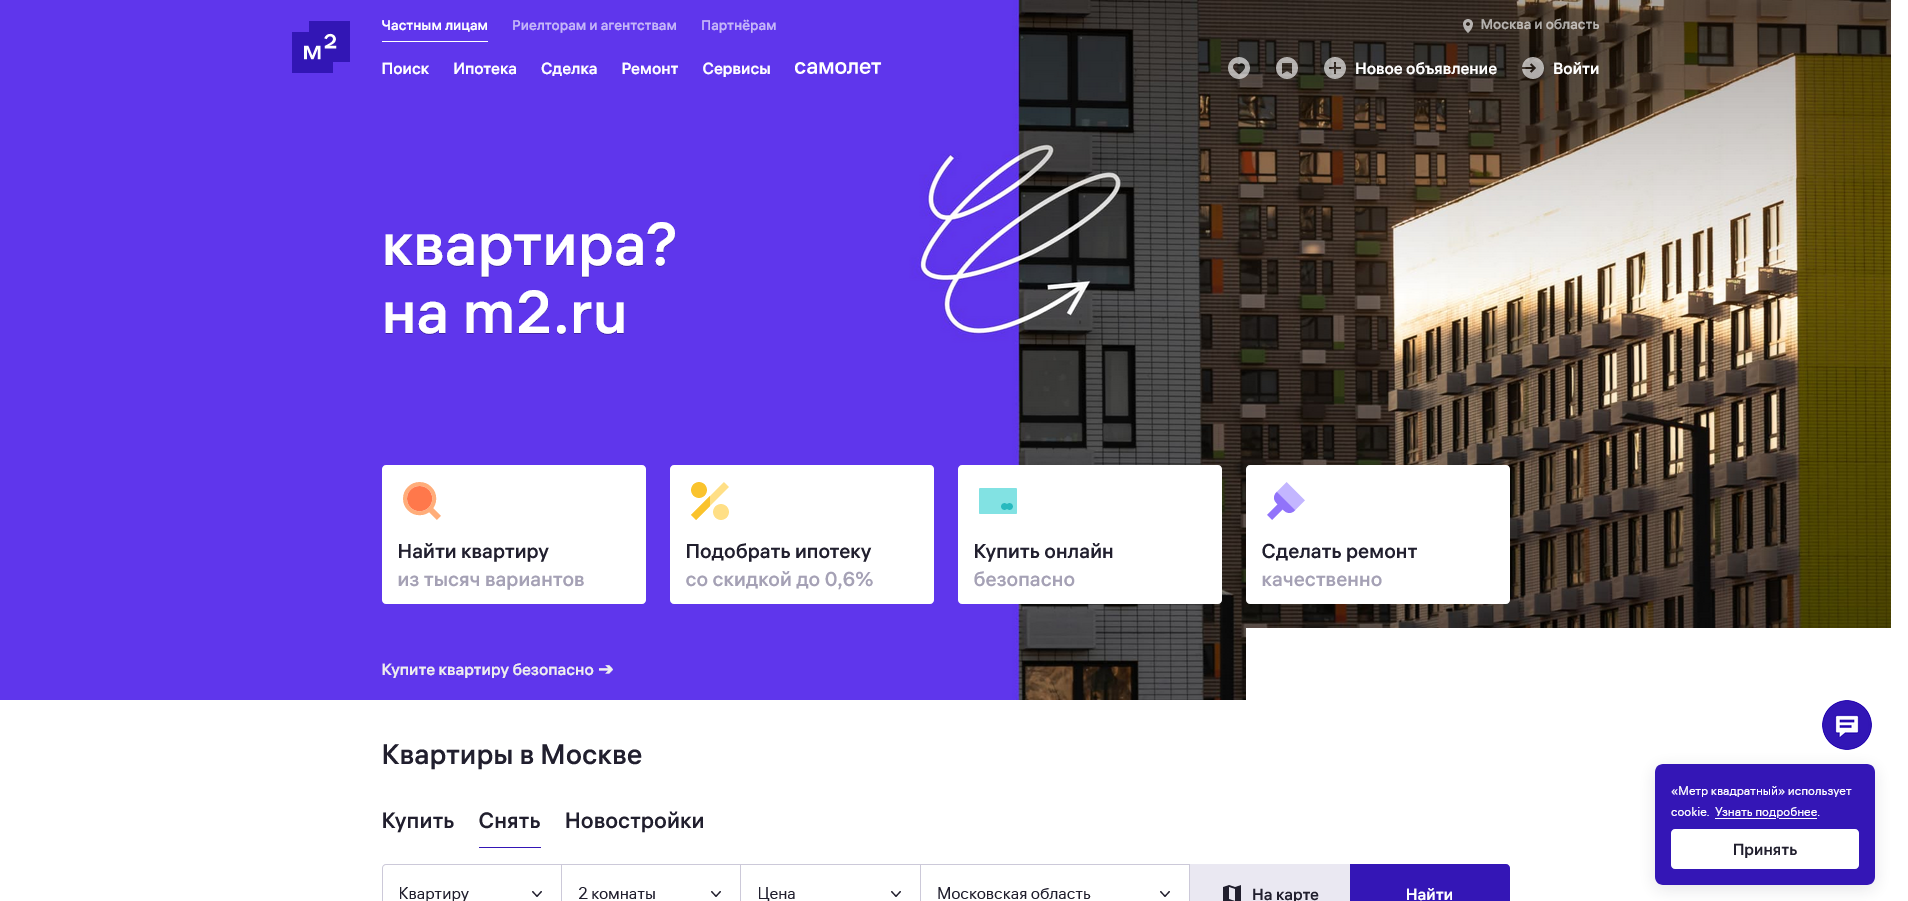 м2
Частным лицам
Риелторам и агентствам
Партнёрам
Москва и область
Поиск
Ипотека
Сделка
Ремонт
Сервисы
самолет
Новое объявление
Войти
квартира?
на m2.ru
Найти квартиру
из тысяч вариантов
Подобрать ипотеку
со скидкой до 0,6%
Купить онлайн
безопасно
Сделать ремонт
качественно
Купите квартиру безопасно ➔
Квартиры в Москве
Купить
Снять
Новостройки
Квартиру
2 комнаты
Цена
Московская область
На карте
Найти
«Метр квадратный» использует
cookie. Узнать подробнее.
Принять